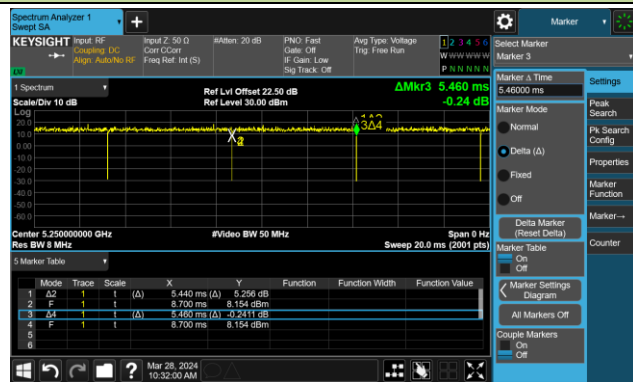 Spectrum Analyzer 1
Swept SA
Marker
KEYSIGHT
Input: RF
Coupling: DC
Align: Auto/No RF
Input Z: 50 Ω
Corr CCorr
Freq Ref: Int (S)
#Atten: 20 dB
PNO: Fast
Gate: Off
IF Gain: Low
Sig Track: Off
Avg Type: Voltage
Trig: Free Run
1 2 3 4 5 6
W W W W W W
P N N N N N
LU
Select Marker
Marker 3
1 Spectrum
Scale/Div 10 dB
Log
Ref Lvl Offset 22.50 dB
Ref Level 30.00 dBm
ΔMkr3 5.460 ms
-0.24 dB
20.0
10.0
0.00
-10.0
-20.0
-30.0
-40.0
-50.0
-60.0
3Δ4
Center 5.250000000 GHz
Res BW 8 MHz
#Video BW 50 MHz
Span 0 Hz
Sweep 20.0 ms (2001 pts)
5 Marker Table
Mode Trace Scale X Y Function Function Width Function Value
1 Δ2 1 t (Δ) 5.440 ms (Δ) 5.256 dB
2 F 1 t 8.700 ms 8.154 dBm
3 Δ4 1 t (Δ) 5.460 ms (Δ) -0.2411 dB
4 F 1 t 8.700 ms 8.154 dBm
5
6
Marker Δ Time
5.46000 ms
Marker Mode
Normal
Delta (Δ)
Fixed
Off
Delta Marker
(Reset Delta)
Marker Table
On
Off
Marker Settings
Diagram
All Markers Off
Couple Markers
On
Off
Settings
Peak
Search
Pk Search
Config
Properties
Marker
Function
Marker→
Counter
?
Mar 28, 2024
10:32:00 AM